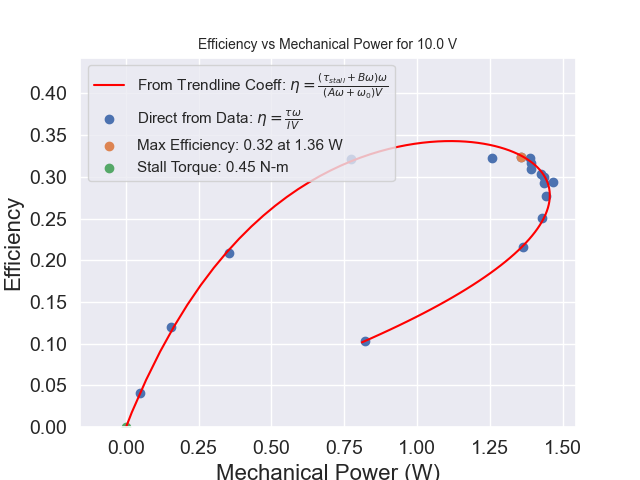 Efficiency vs Mechanical Power for 10.0 V
From Trendline Coeff: η = (τ_stall + Bω)ω / (Aω + ω₀)V
Direct from Data: η = τω / IV
Max Efficiency: 0.32 at 1.36 W
Stall Torque: 0.45 N-m
Efficiency
0.40
0.35
0.30
0.25
0.20
0.15
0.10
0.05
0.00
0.00 0.25 0.50 0.75 1.00 1.25 1.50
Mechanical Power (W)